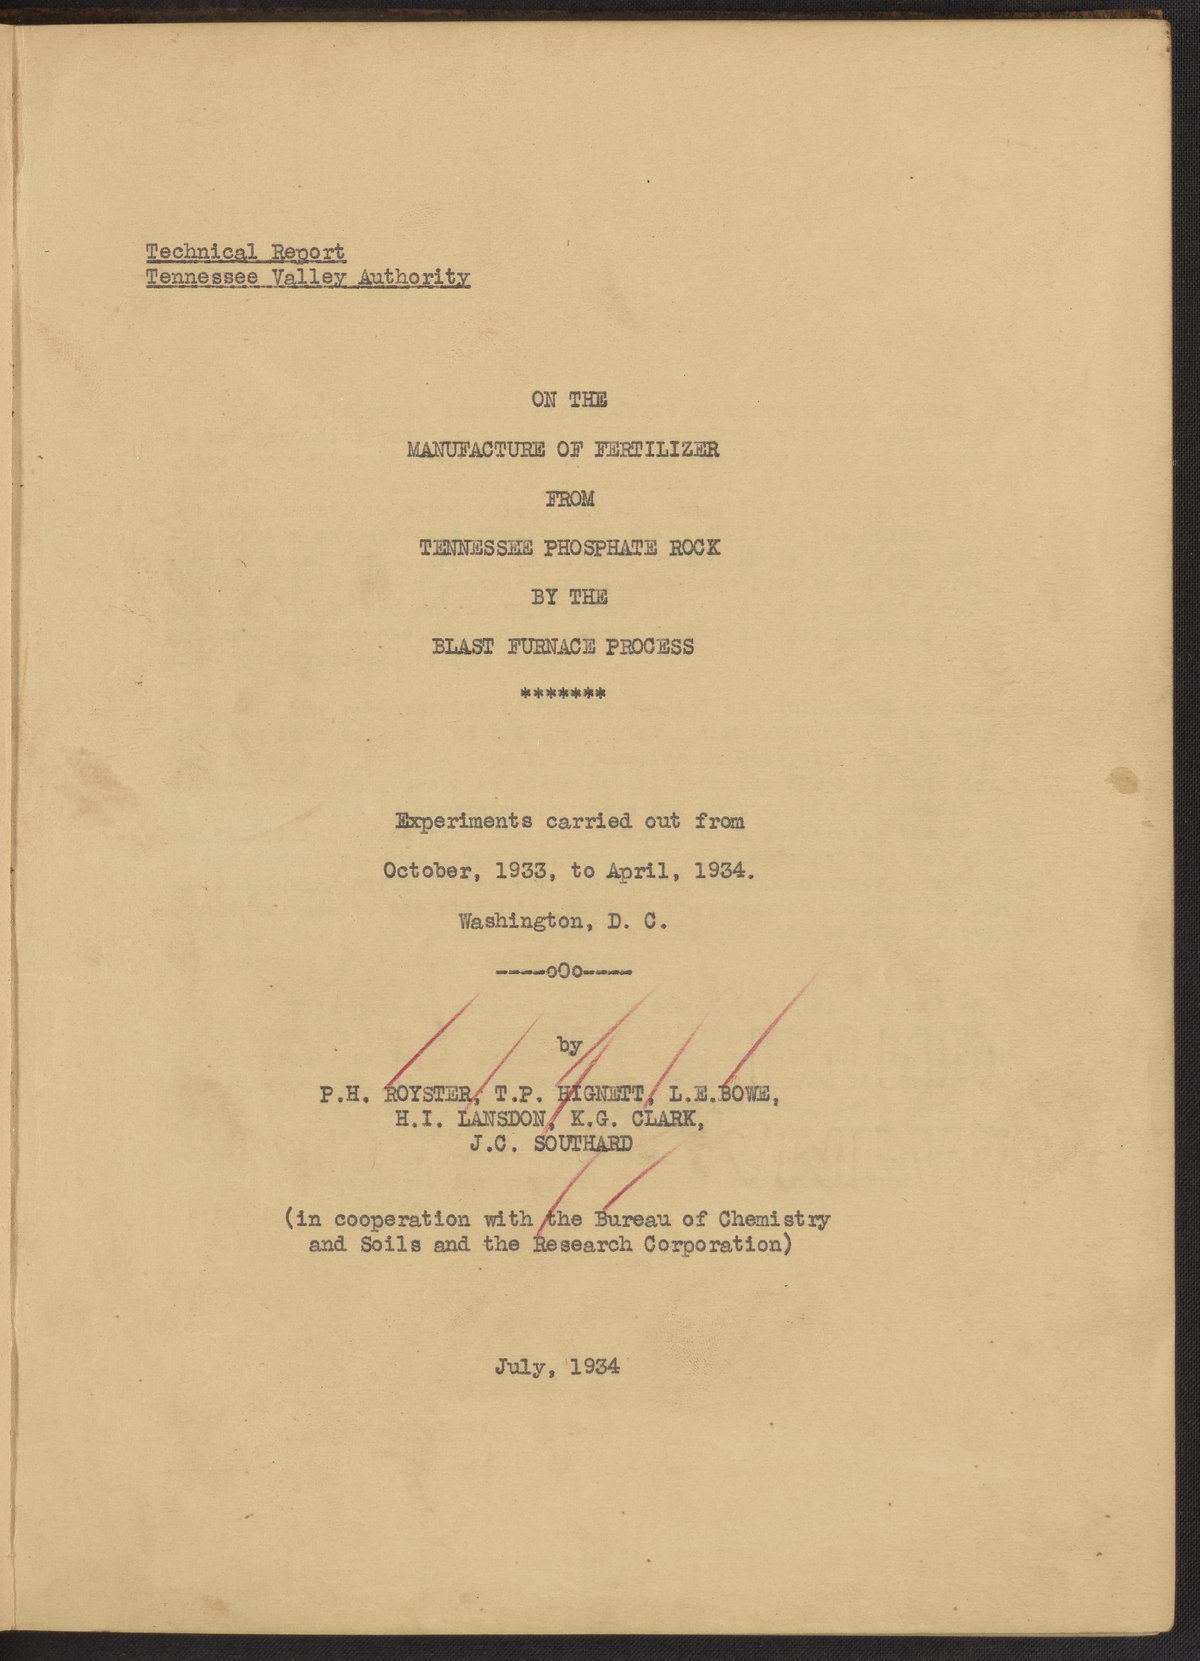 Technical Report
Tennessee Valley Authority
ON THE
MANUFACTURE OF FERTILIZER
FROM
TENNESSEE PHOSPHATE ROCK
BY THE
BLAST FURNACE PROCESS
*******
Experiments carried out from
October, 1933, to April, 1934.
Washington, D. C.
----oOo----
by
P.H. ROYSTER, T.P. HIGNETT, L.E.BOWE,
H.I. LANSDON, K.G. CLARK,
J.C. SOUTHARD
(in cooperation with the Bureau of Chemistry
and Soils and the Research Corporation)
July, 1934